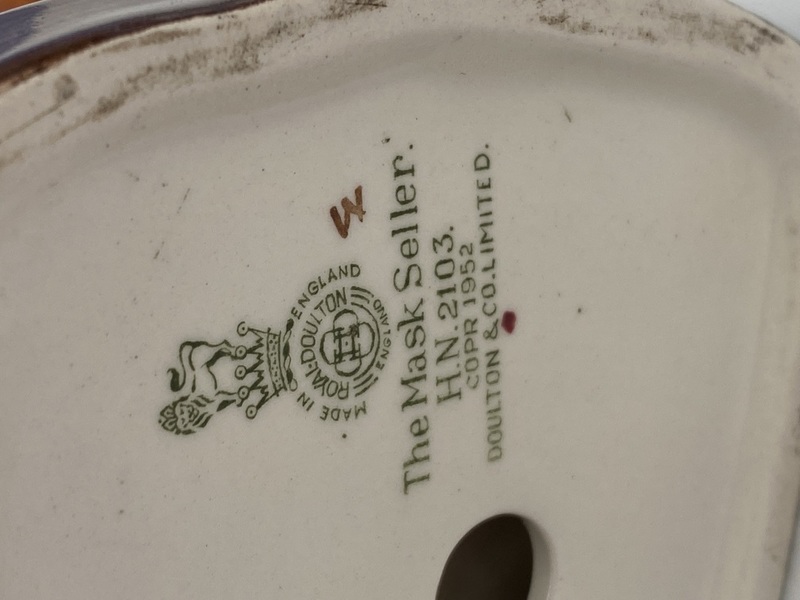 MADE IN ENGLAND
ROYAL DOULTON
ENGLAND
The Mask Seller.
H.N.2103.
COPR 1952
DOULTON & CO.LIMITED.